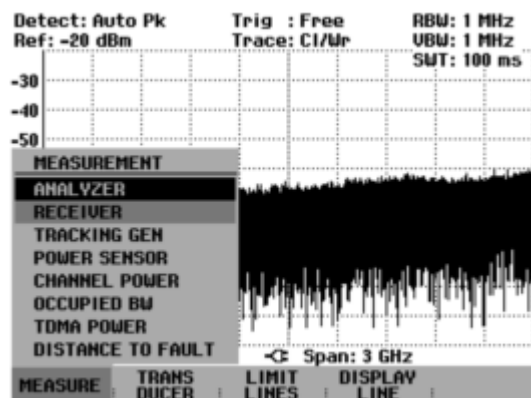 Detect: Auto Pk Trig : Free RBW: 1 MHz
Ref: -20 dBm Trace: Cl/Wr VBW: 1 MHz
SWT: 100 ms
-30
-40
-50
MEASUREMENT
ANALYZER
RECEIVER
TRACKING GEN
POWER SENSOR
CHANNEL POWER
OCCUPIED BW
TDMA POWER
DISTANCE TO FAULT
Span: 3 GHz
MEASURE TRANS DUCER LIMIT LINES DISPLAY LINE